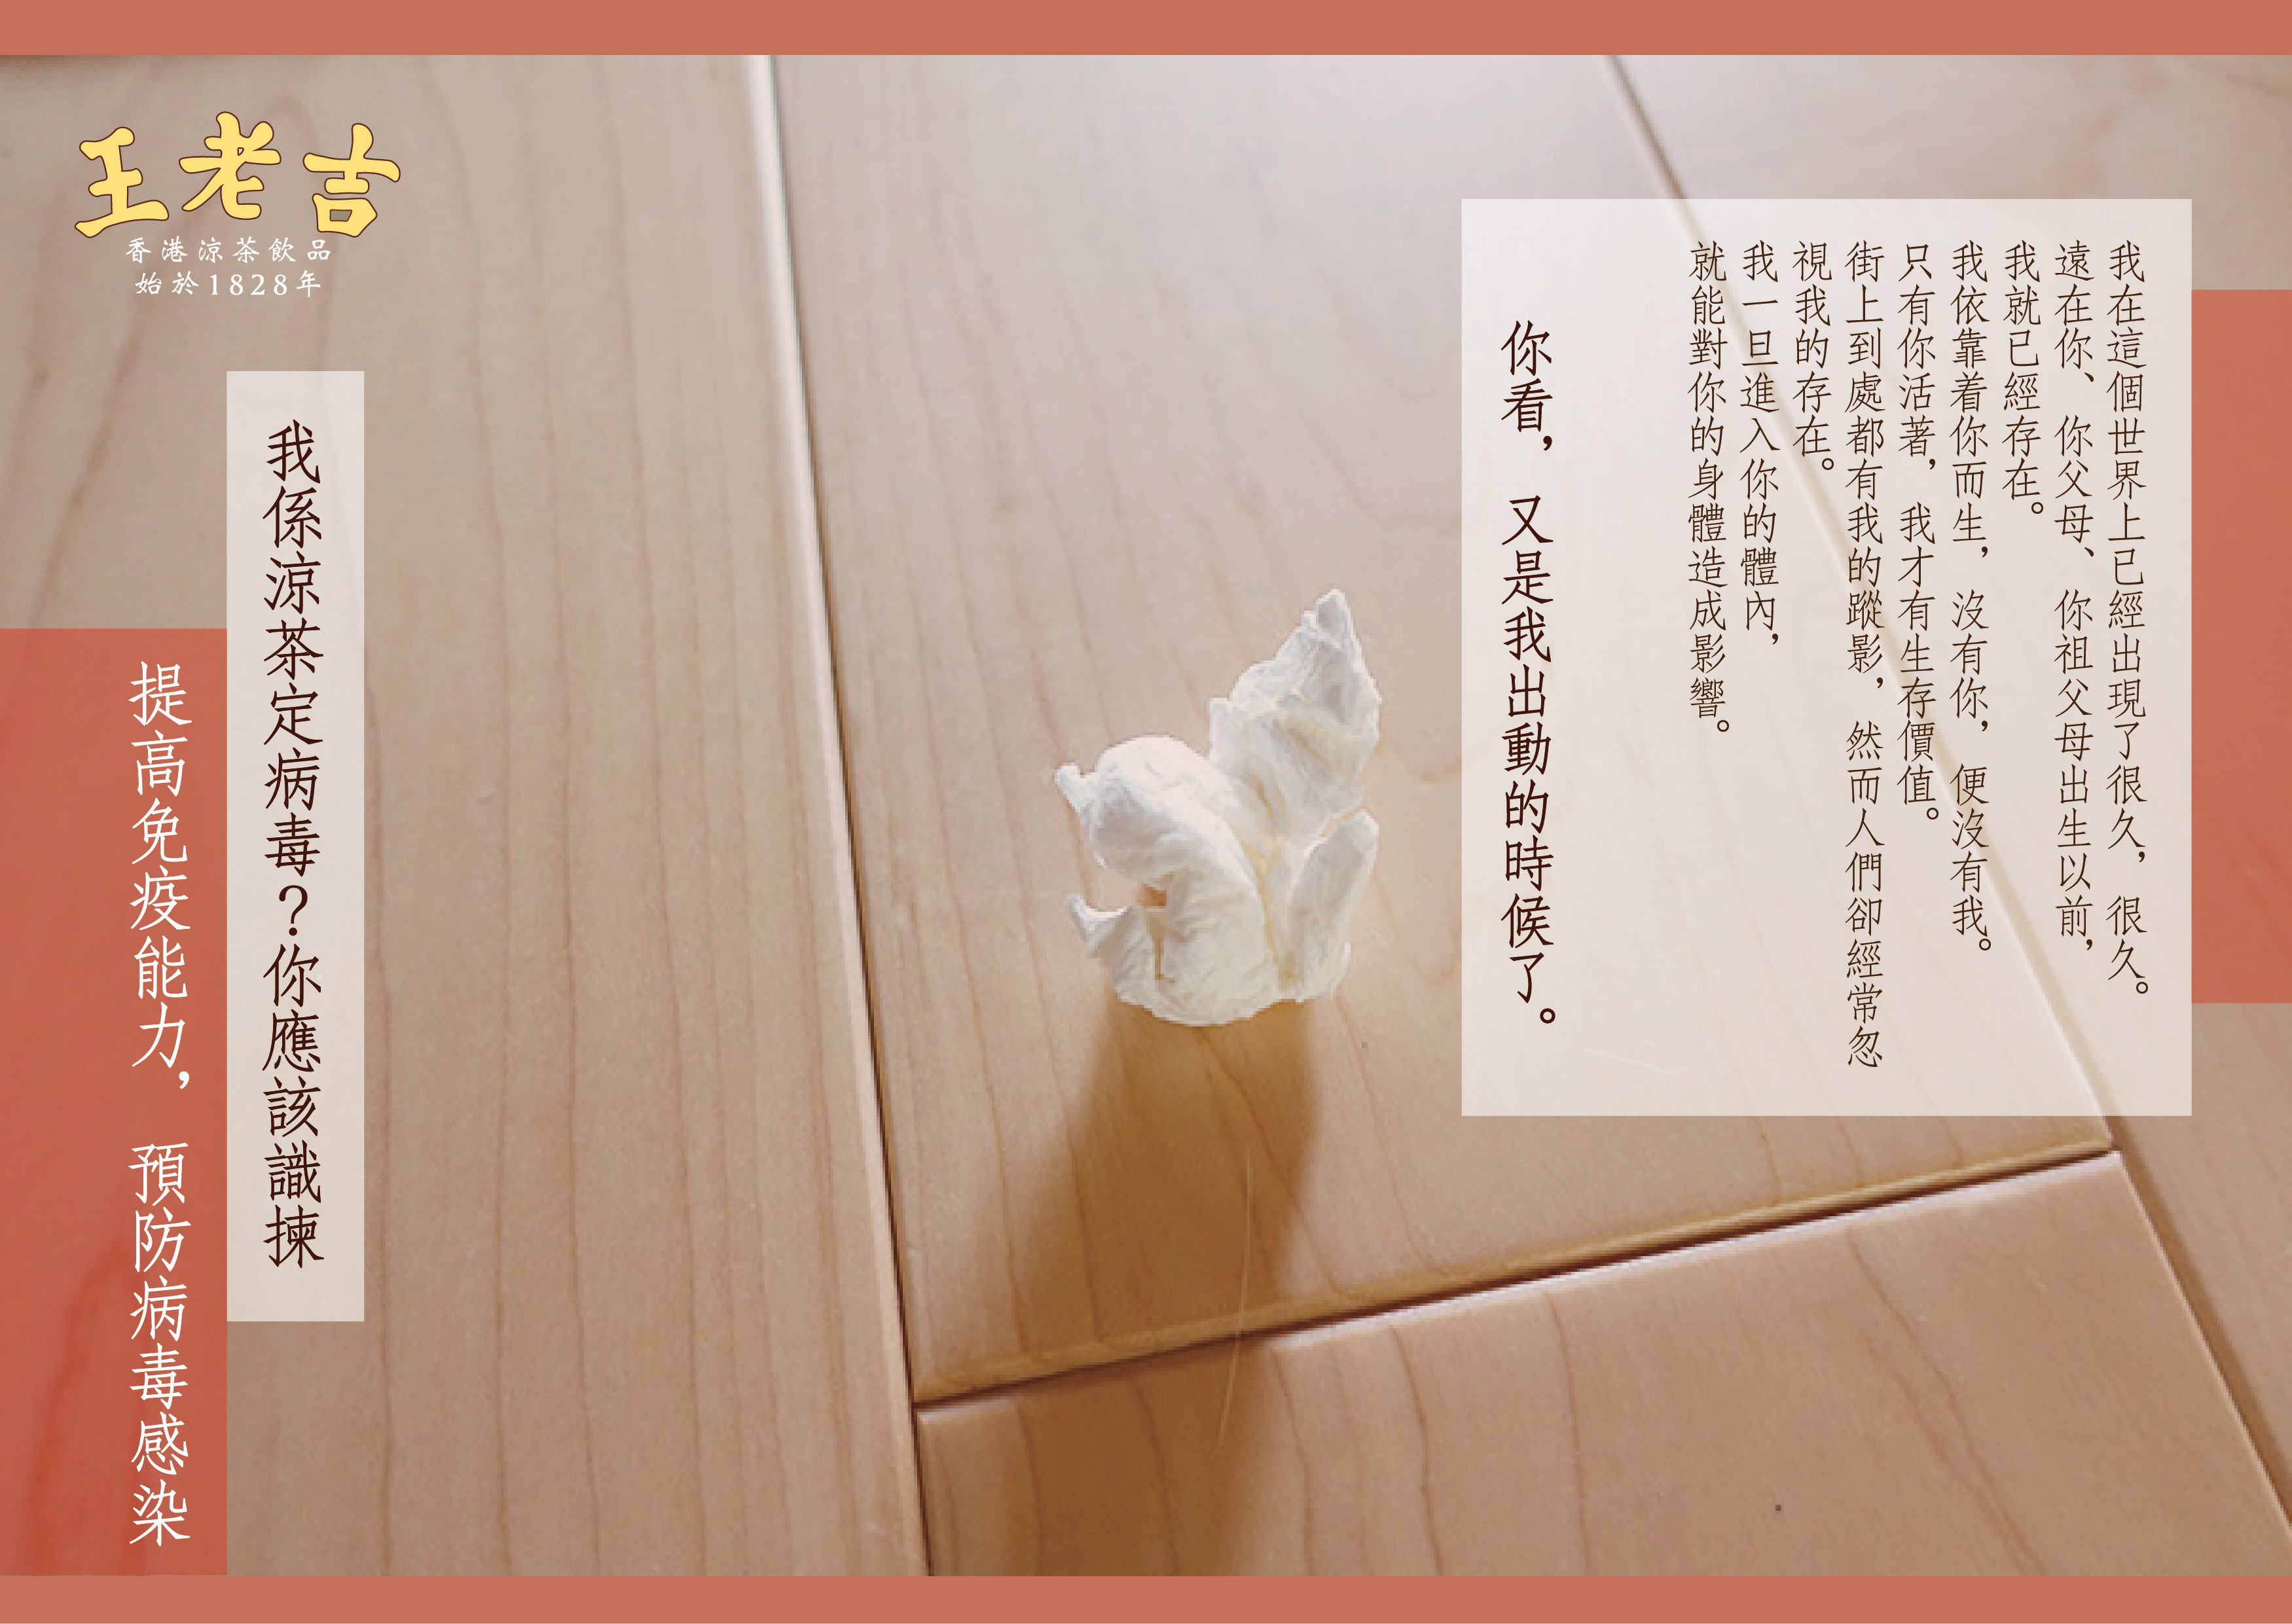 王老吉
香港涼茶飲品
始於1828年
我在這個世界上已經出現了很久，很久。
遠在你、你父母、你祖父母出生以前，
我就已經存在。
我依靠着你而生，沒有你，便沒有我。
只有你活著，我才有生存價值。
街上到處都有我的蹤影，然而人們卻經常忽
視我的存在。
我一旦進入你的體內，
就能對你的身體造成影響。
你看，又是我出動的時候了。
我係涼茶定病毒？你應該識揀
提高免疫能力，預防病毒感染